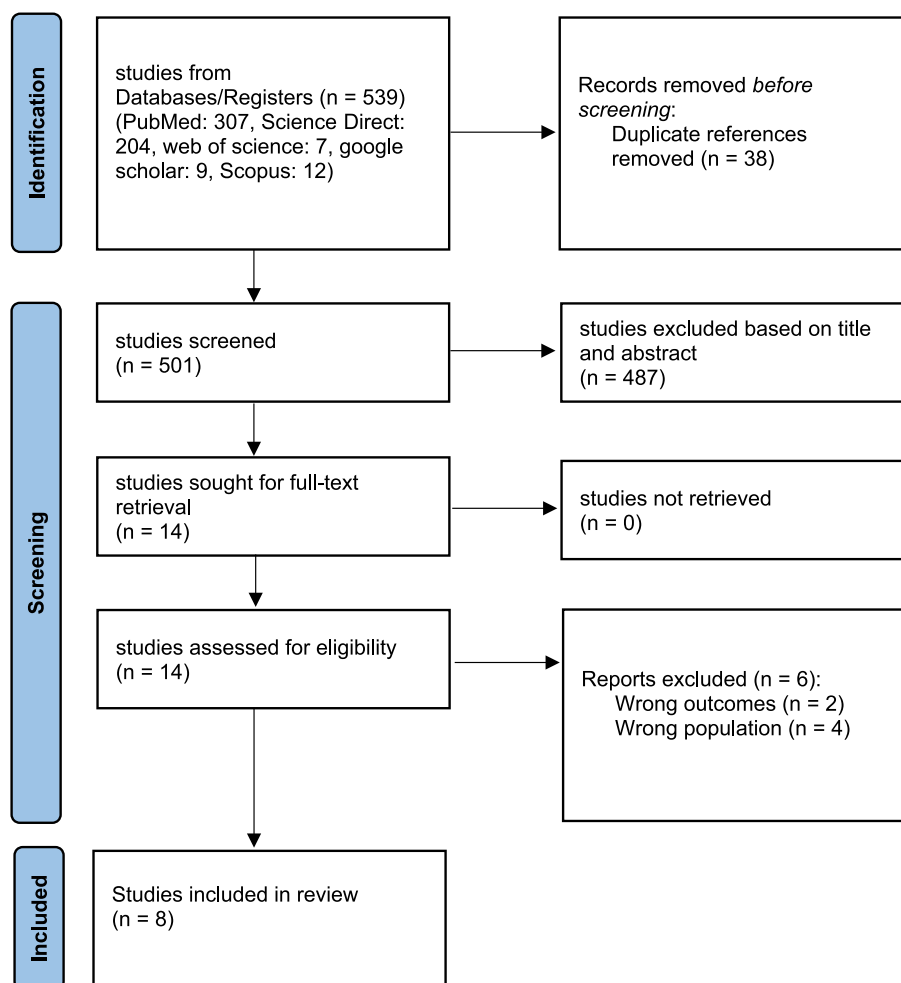 Identification
studies from
Databases/Registers (n = 539)
(PubMed: 307, Science Direct:
204, web of science: 7, google
scholar: 9, Scopus: 12)
Records removed before
screening:
Duplicate references
removed (n = 38)
Screening
studies screened
(n = 501)
studies excluded based on title
and abstract
(n = 487)
studies sought for full-text
retrieval
(n = 14)
studies not retrieved
(n = 0)
studies assessed for eligibility
(n = 14)
Reports excluded (n = 6):
Wrong outcomes (n = 2)
Wrong population (n = 4)
Included
Studies included in review
(n = 8)